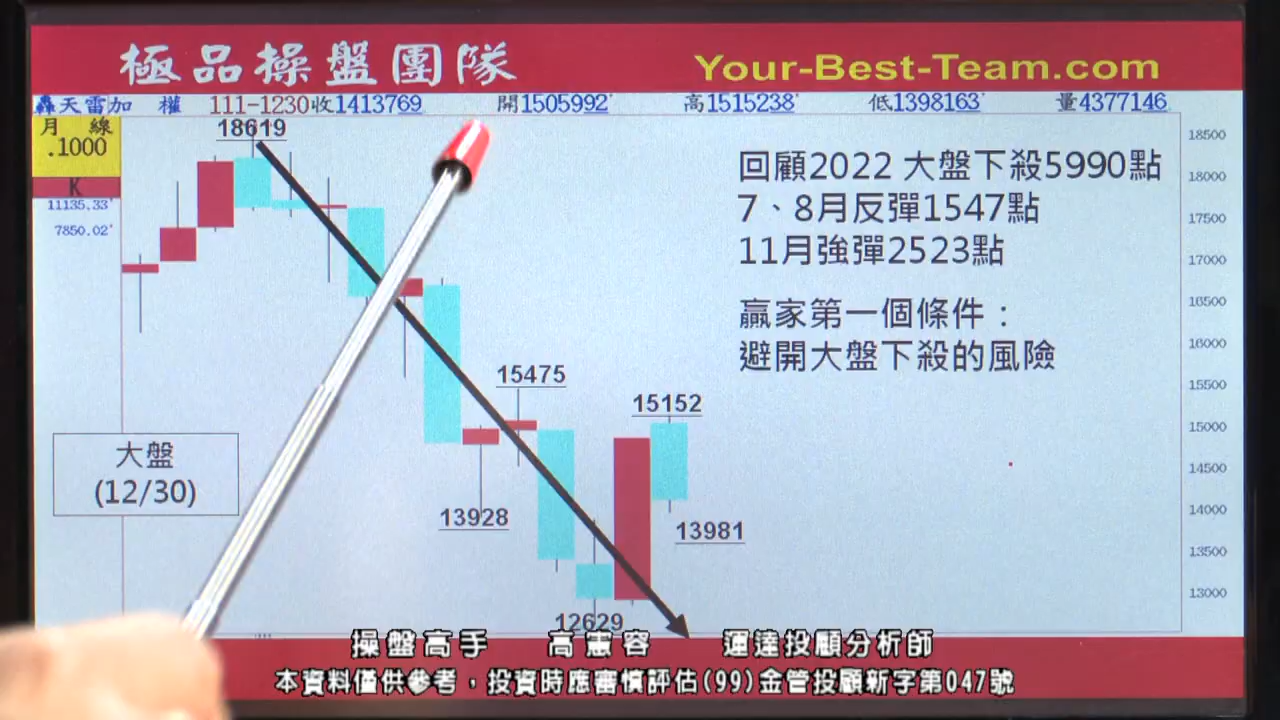 極品操盤團隊
Your-Best-Team.com
轟天雷加 權 111-1230收1413769 開1505992 高1515238 低1398163 量4377146
月 線
.1000
K
11135.33
7850.02
18619
18500
18000
17500
17000
16500
16000
15500
15000
14500
14000
13500
13000
回顧2022 大盤下殺5990點
7、8月反彈1547點
11月強彈2523點
贏家第一個條件：
避開大盤下殺的風險
15475
15152
大盤
(12/30)
13928
13981
12629
操盤高手 高憲容 運達投顧分析師
本資料僅供參考，投資時應審慎評估(99)金管投顧新字第047號